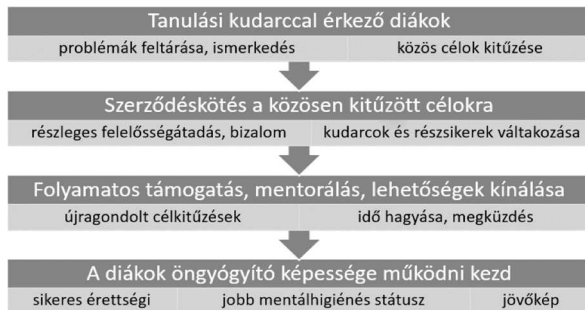 Tanulási kudarccal érkező diákok
problémák feltárása, ismerkedés közös célok kitűzése
Szerződéskötés a közösen kitűzött célokra
részleges felelősségátadás, bizalom kudarcok és részsikerek váltakozása
Folyamatos támogatás, mentorálás, lehetőségek kínálása
újragondolt célkitűzések idő hagyása, megküzdés
A diákok öngyógyító képessége működni kezd
sikeres érettségi jobb mentálhigiénés státusz jövőkép